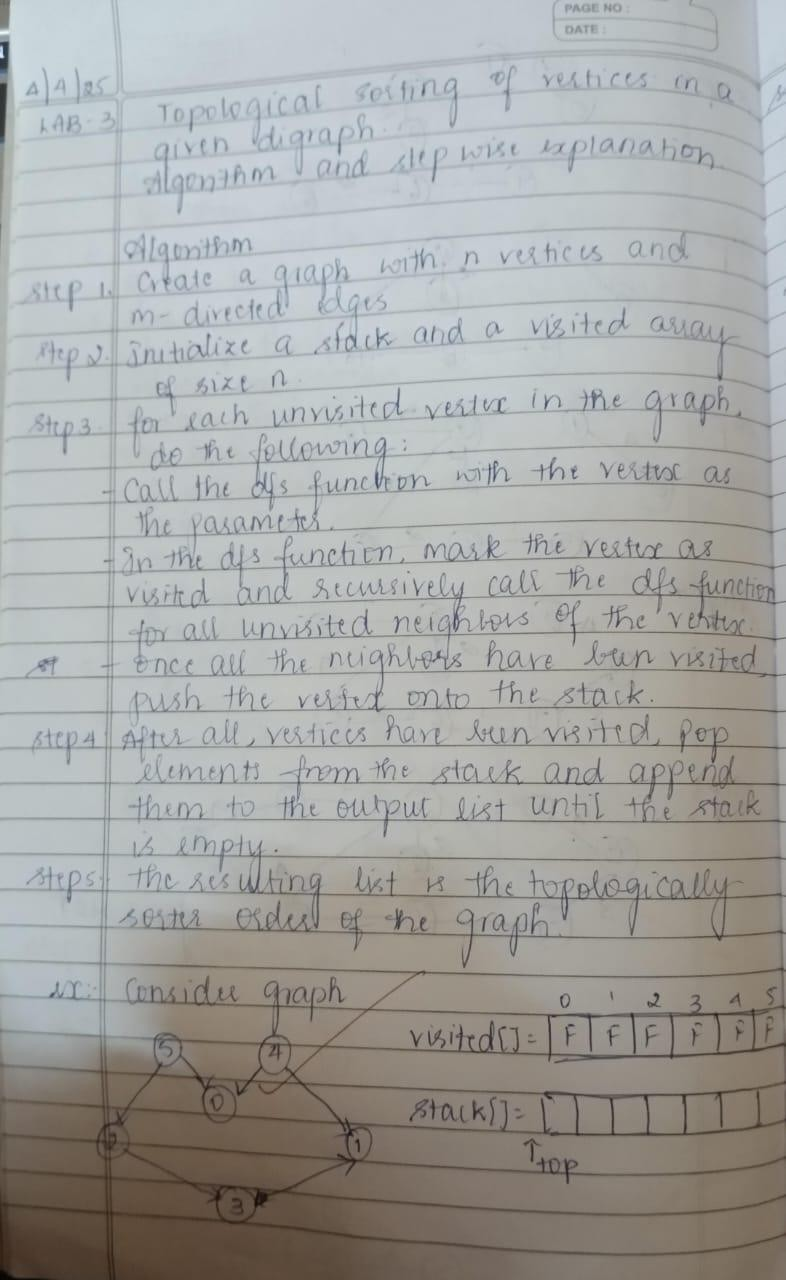 PAGE NO :
DATE :
4/4/25
LAB-3 Topological sorting of vertices in a
given digraph.
Algorithm and step wise explanation
Algorithm
Step 1. Create a graph with n vertices and
m- directed edges
Step 2. Initialize a stack and a visited array
of size n.
Step 3 for each unvisited vertex in the graph,
do the following:
- Call the dfs function with the vertex as
the parameter.
- In the dfs function, mark the vertex as
visited and recursively call the dfs function
for all unvisited neighbors of the vertex.
- Once all the neighbors have been visited,
push the vertex onto the stack.
Step 4 After all, vertices have been visited, pop
elements from the stack and append
them to the output list until the stack
is empty.
Step 5 the resulting list is the topologically
sorter order of the graph.
ex:- Consider graph
0 1 2 3 4 5
visited[]= F F F F F F
5 4
0
stack[]=
2 1
↑top
3